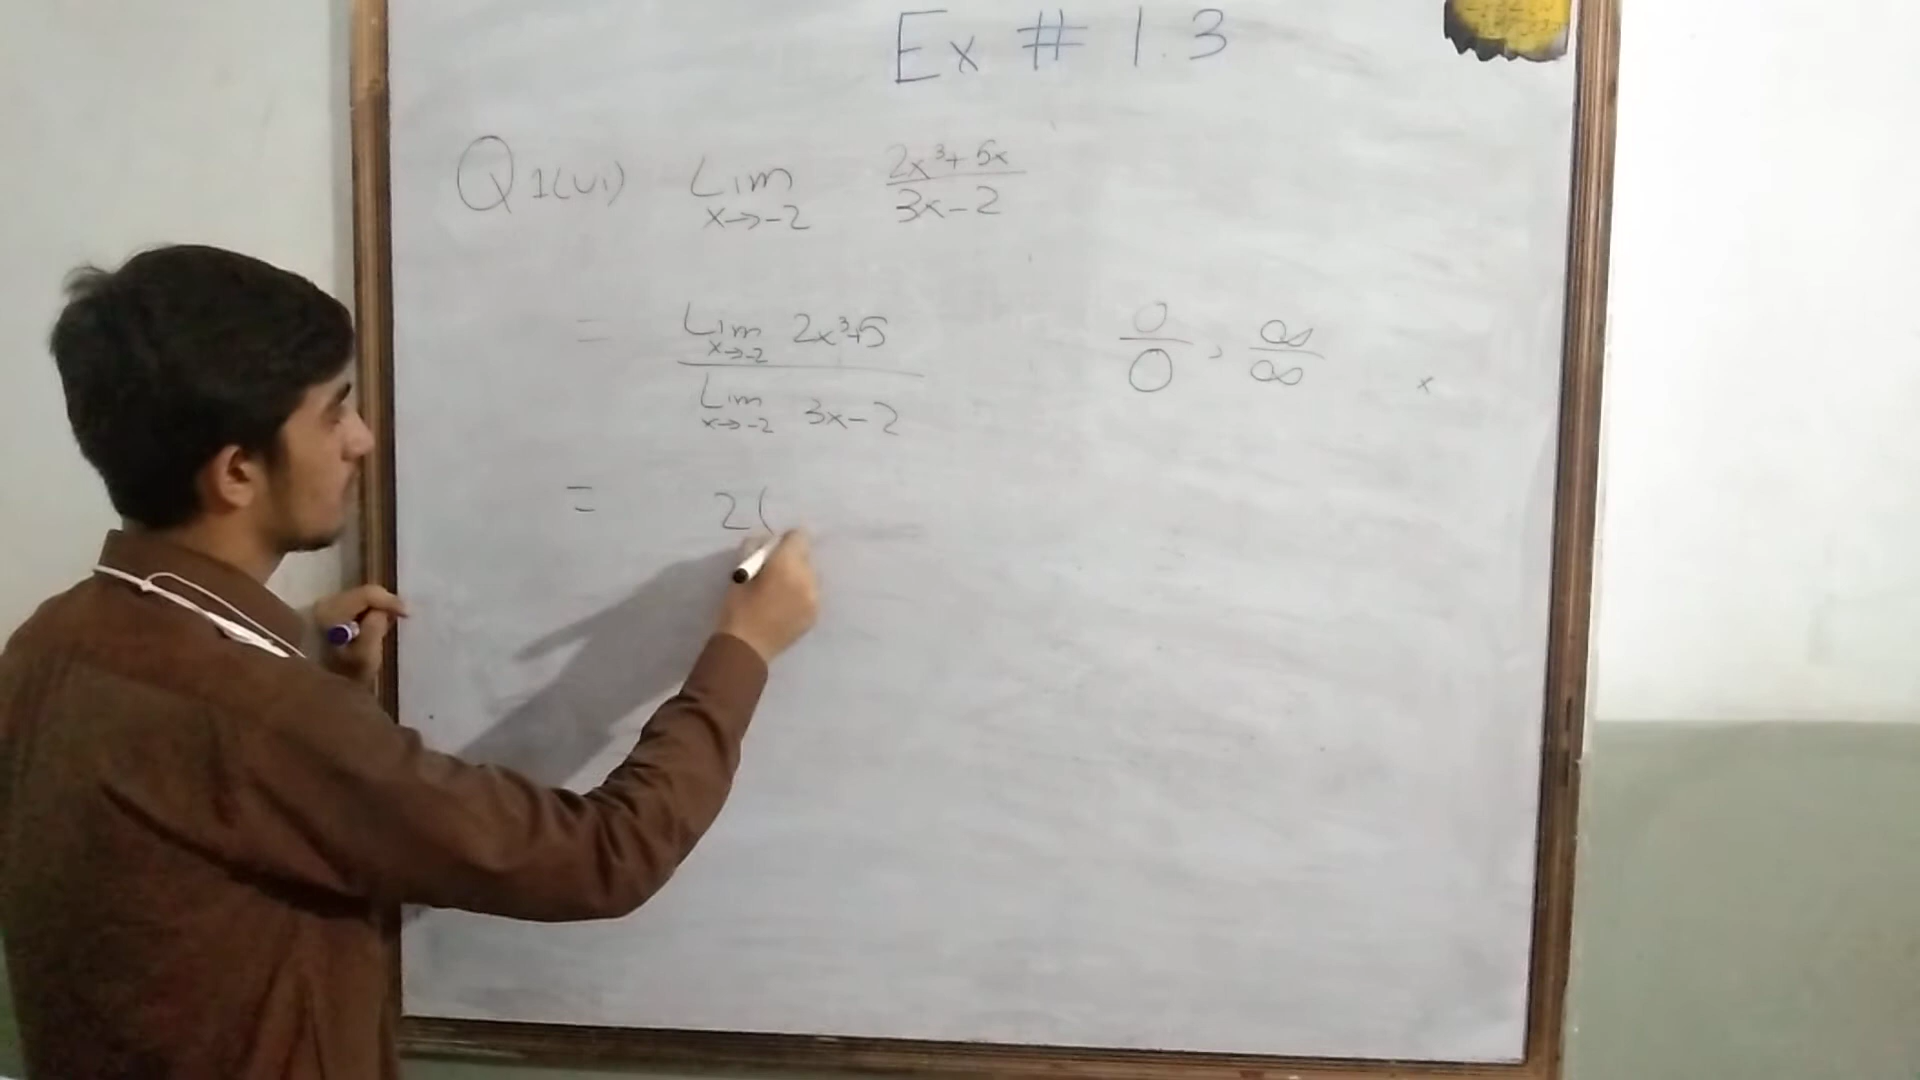 Ex # 1.3
Q 1(vi) Lim x→-2 2x³+5x / 3x-2
= Lim x→-2 2x³+5 / Lim x→-2 3x-2
0/0 , ∞/∞ x
= 2(